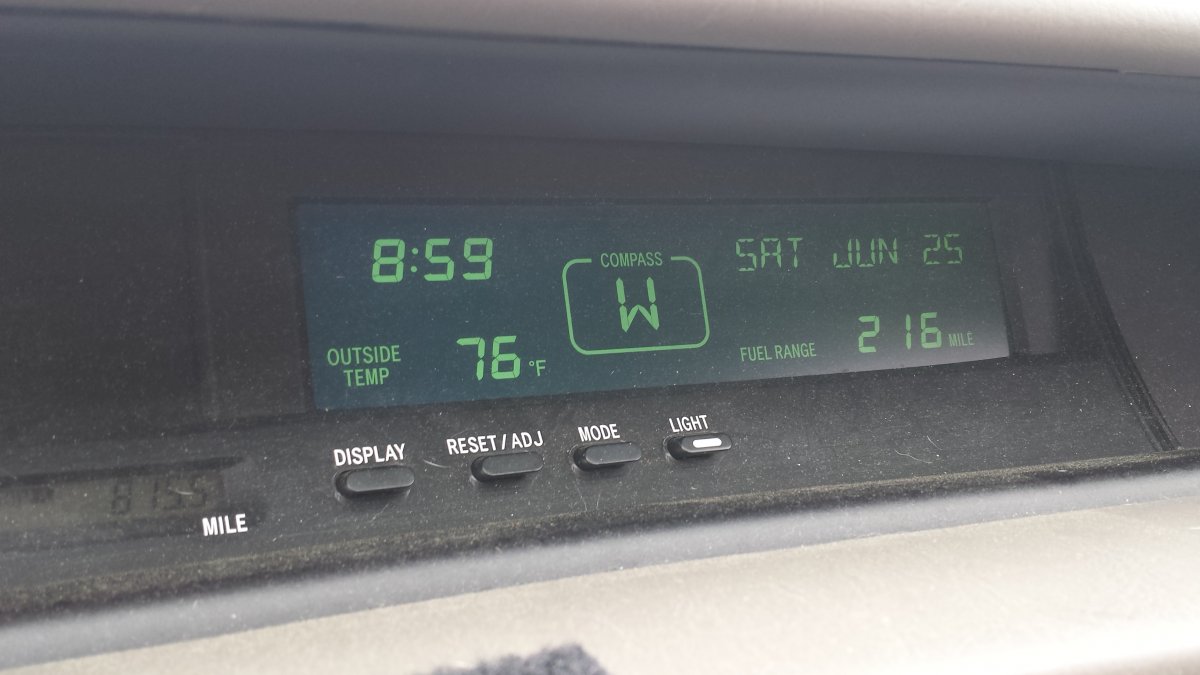 8:59
COMPASS
W
SAT JUN 25
OUTSIDE
TEMP
76 °F
FUEL RANGE
216 MILE
DISPLAY
RESET / ADJ
MODE
LIGHT
MILE